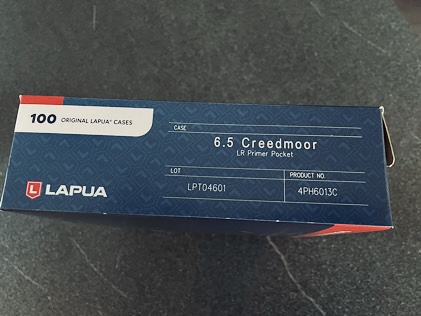 100 ORIGINAL LAPUA® CASES
CASE
6.5 Creedmoor
LR Primer Pocket
LOT
LPT04601
PRODUCT NO.
4PH6013C
LAPUA